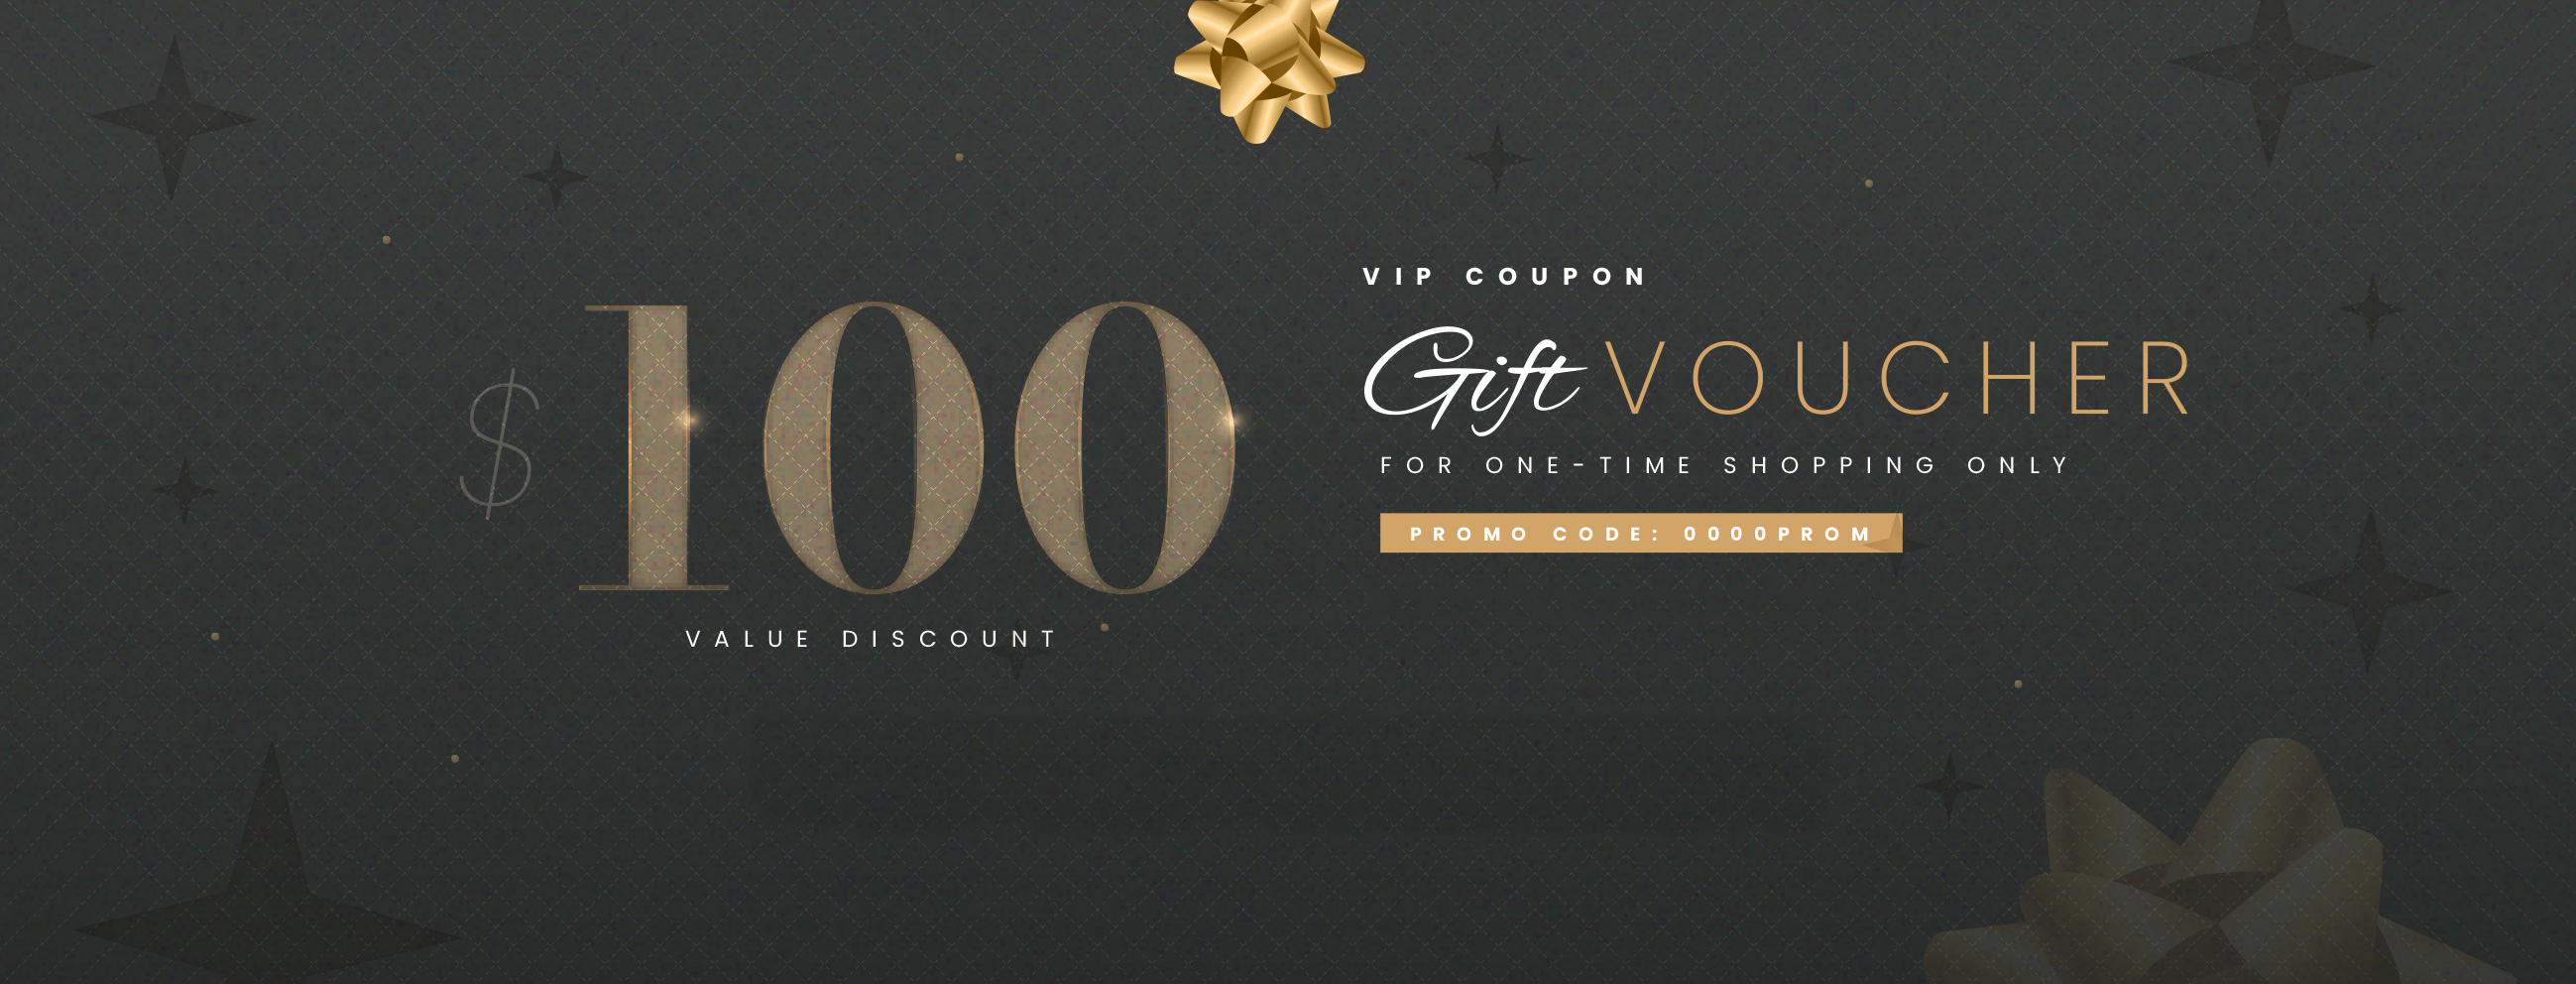 $100
VALUE DISCOUNT
VIP COUPON
Gift VOUCHER
FOR ONE-TIME SHOPPING ONLY
PROMO CODE: 0000PROM